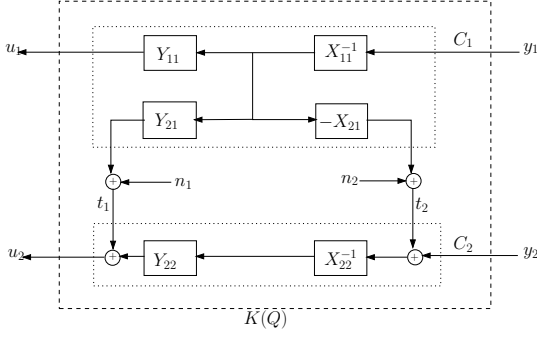 u₁ Y₁₁ X₁₁⁻¹ C₁ y₁
Y₂₁ −X₂₁
+ n₁ n₂ +
t₁ t₂
u₂ + Y₂₂ X₂₂⁻¹ + C₂ y₂
K(Q)